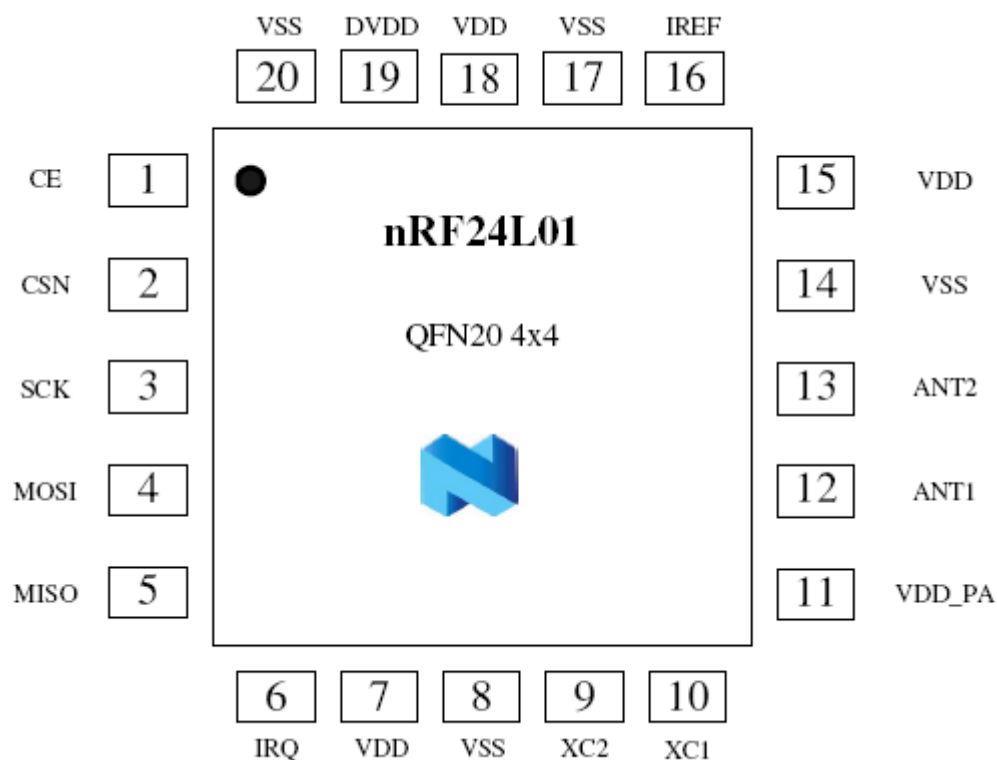 VSS DVDD VDD VSS IREF
20 19 18 17 16
CE 1 15 VDD
nRF24L01
CSN 2 14 VSS
QFN20 4x4
SCK 3 13 ANT2
MOSI 4 12 ANT1
MISO 5 11 VDD_PA
6 7 8 9 10
IRQ VDD VSS XC2 XC1